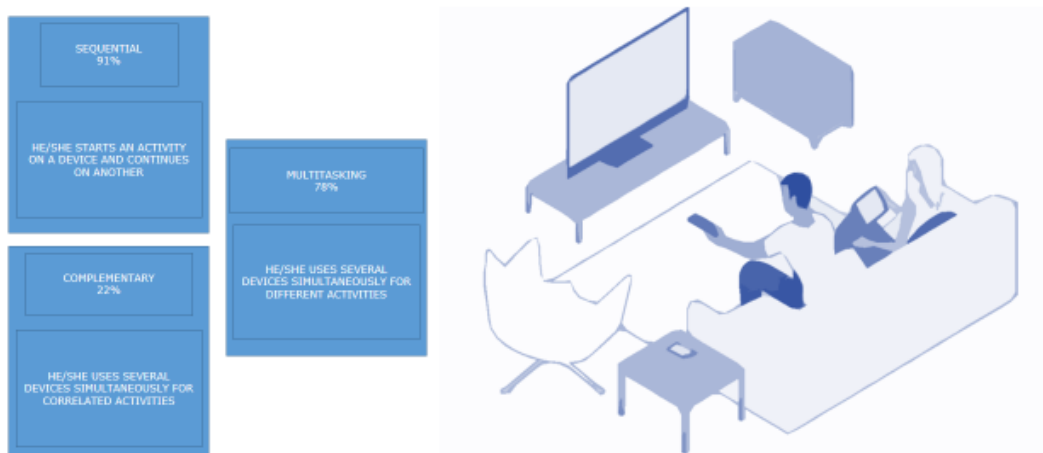 SEQUENTIAL
91%
HE/SHE STARTS AN ACTIVITY
ON A DEVICE AND CONTINUES
ON ANOTHER
MULTITASKING
78%
HE/SHE USES SEVERAL
DEVICES SIMULTANEOUSLY FOR
DIFFERENT ACTIVITIES
COMPLEMENTARY
22%
HE/SHE USES SEVERAL
DEVICES SIMULTANEOUSLY FOR
CORRELATED ACTIVITIES